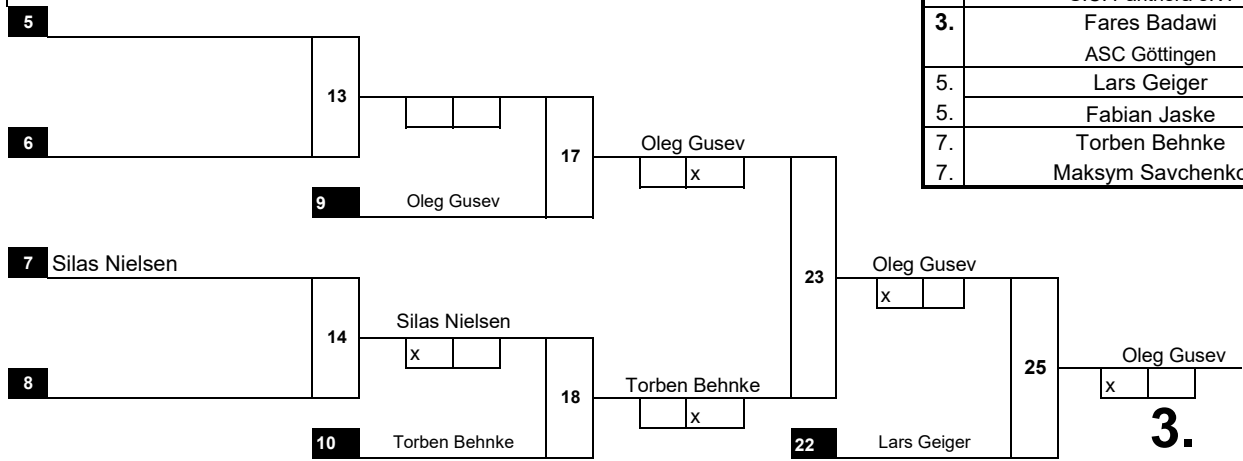 5
3.
Fares Badawi
ASC Göttingen
5.
Lars Geiger
13
5.
Fabian Jaske
6
17
Oleg Gusev
7.
Torben Behnke
x
7.
9
Oleg Gusev
Maksym Savchenko
7
Silas Nielsen
23
Oleg Gusev
x
14
Silas Nielsen
x
25
Oleg Gusev
8
18
Torben Behnke
x
x
3.
10
Torben Behnke
22
Lars Geiger